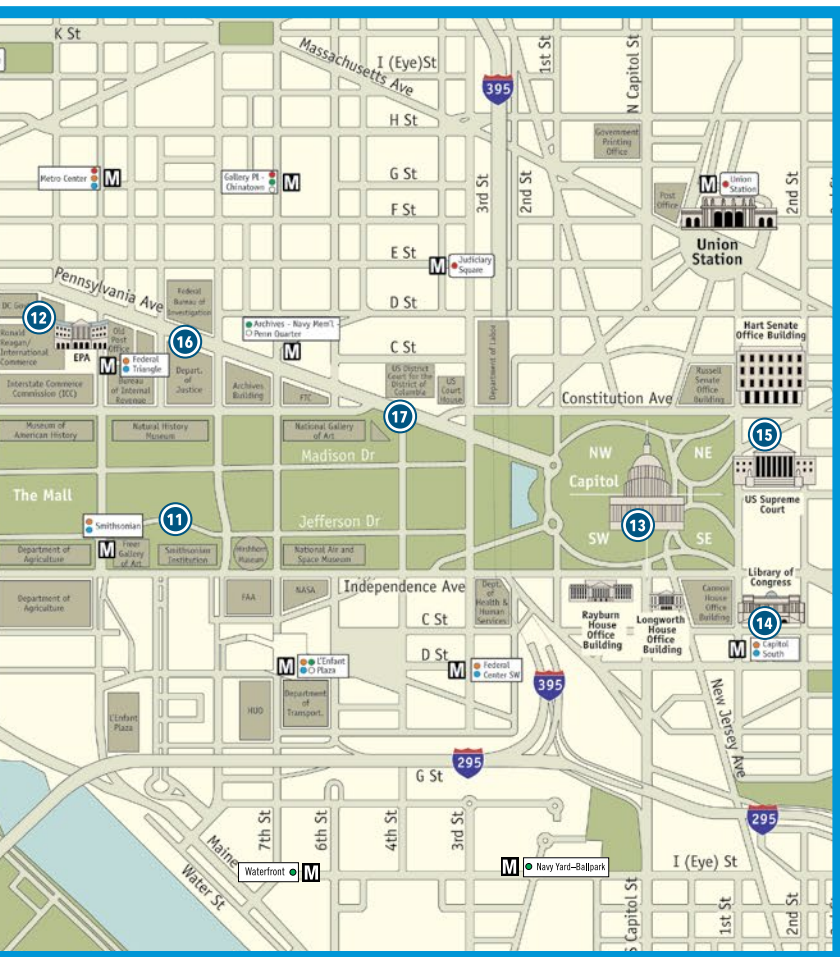 K St
Massachusetts Ave
I (Eye)St
395
1st St
N Capitol St
H St
Government
Printing
Office
Metro Center
M
Gallery Pl -
Chinatown
M
G St
3rd St
2nd St
M
Union
Station
2nd St
F St
Post
Office
E St
Union
Station
M
Judiciary
Square
Pennsylvania Ave
Federal
Bureau of
Investigation
D St
12
Ronald
Reagan/
International
Commerce
EPA
Old
Post
Office
16
Archives - Navy Mem'l -
Penn Quarter
M
C St
Department of Labor
Hart Senate
Office Building
M
Federal
Triangle
Depart.
of
Justice
US District
Court for the
District of
Columbia
US
Court
House
Russell
Senate
Office
Building
Interstate Commerce
Commission (ICC)
Bureau
of Internal
Revenue
Archives
Building
FTC
Constitution Ave
17
Museum of
American History
Natural History
Museum
National Gallery
of Art
15
Madison Dr
NW
NE
Capitol
The Mall
US Supreme
Court
Smithsonian
11
Jefferson Dr
13
SW
SE
M
Department of
Agriculture
Freer
Gallery
of Art
Smithsonian
Institution
Hirshhorn
Museum
National Air and
Space Museum
Library of
Congress
Department of
Agriculture
FAA
NASA
Independence Ave
Dept.
of
Health &
Human
Services
Cannon
House
Office
Building
C St
Rayburn
House
Office
Building
Longworth
House
Office
Building
14
D St
M
L'Enfant
Plaza
M
Federal
Center SW
M
Capitol
South
395
New Jersey Ave
L'Enfant
Plaza
HUD
Department
of
Transport.
295
G St
295
7th St
6th St
4th St
3rd St
Maine
Water St
Waterfront
M
M
Navy Yard–Ballpark
I (Eye) St
S Capitol St
1st St
2nd St